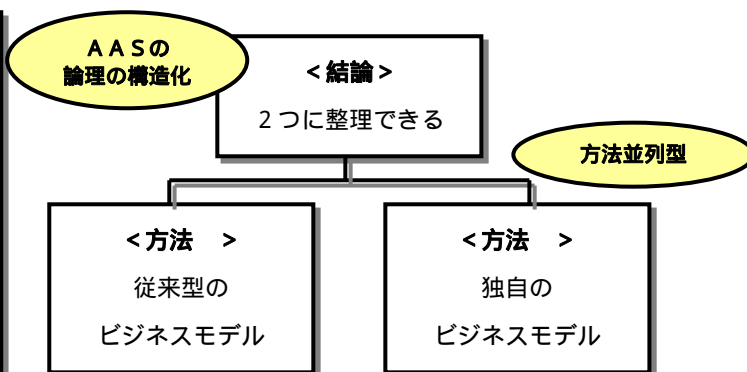 ＡＡＳの
論理の構造化
＜結論＞
２つに整理できる
方法並列型
＜方法　＞
従来型の
ビジネスモデル
＜方法　＞
独自の
ビジネスモデル